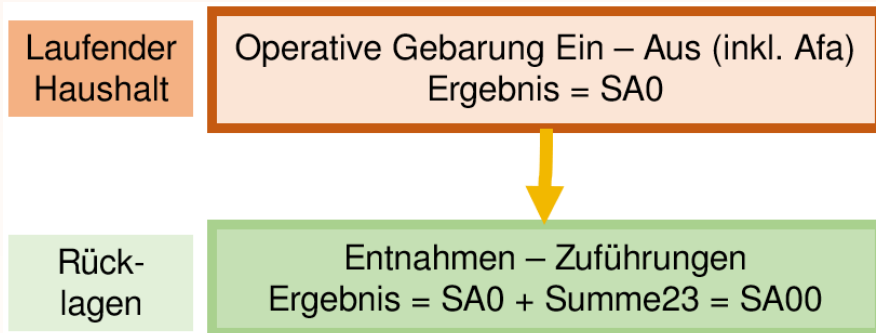 Laufender
Haushalt
Operative Gebarung Ein – Aus (inkl. Afa)
Ergebnis = SA0
Rück-
lagen
Entnahmen – Zuführungen
Ergebnis = SA0 + Summe23 = SA00